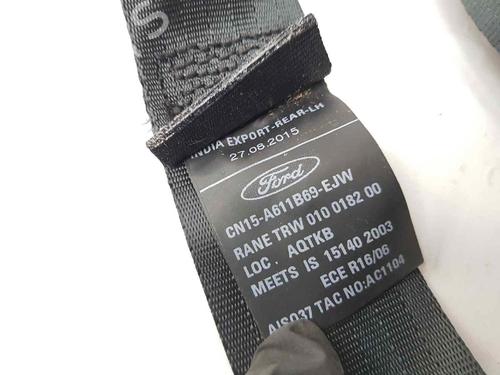 S
INDIA EXPORT-REAR-LH
27.08.2015
Ford
CN15-A611B69-EJW
RANE TRW 010 0182 00
LOC . AQTKB
MEETS IS 15140 2003
ECE R16/06
AIS037 TAC NO:AC1104